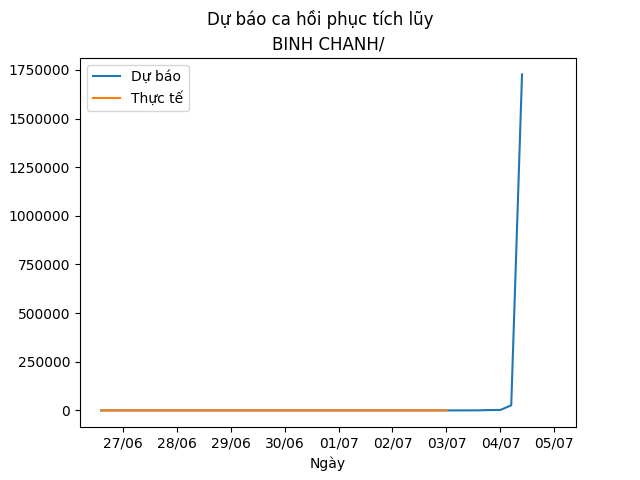 Dự báo ca hồi phục tích lũy
BINH CHANH/
Dự báo
Thực tế
1750000
1500000
1250000
1000000
750000
500000
250000
0
27/06 28/06 29/06 30/06 01/07 02/07 03/07 04/07 05/07
Ngày